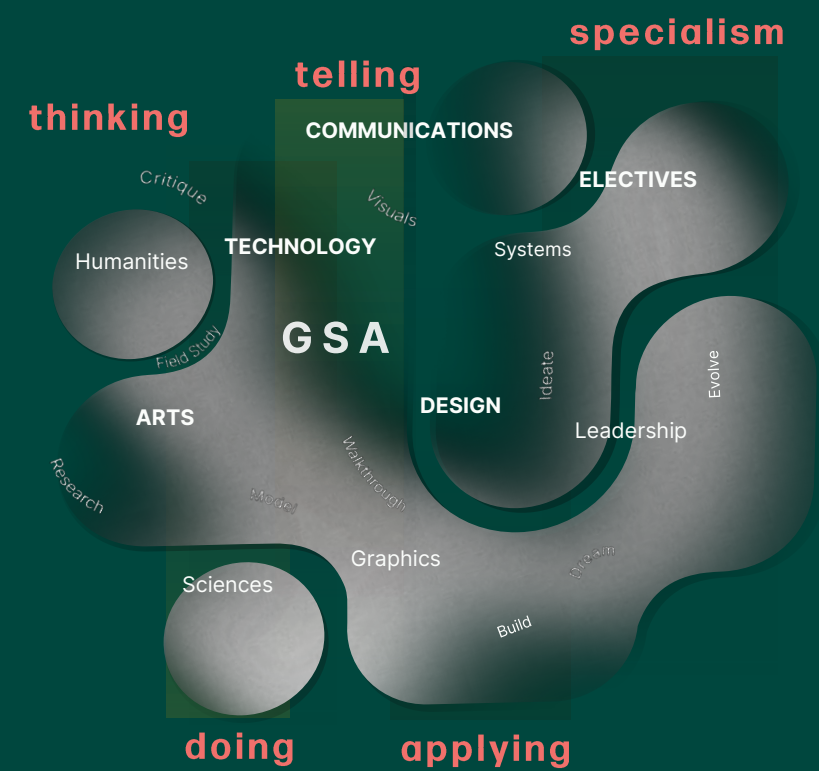 specialism
telling
thinking
COMMUNICATIONS
Critique
ELECTIVES
Visuals
TECHNOLOGY
Systems
Humanities
GSA
Field Study
Ideate
Evolve
DESIGN
ARTS
Leadership
Walkthrough
Research
Model
Graphics
Dream
Sciences
Build
doing
applying